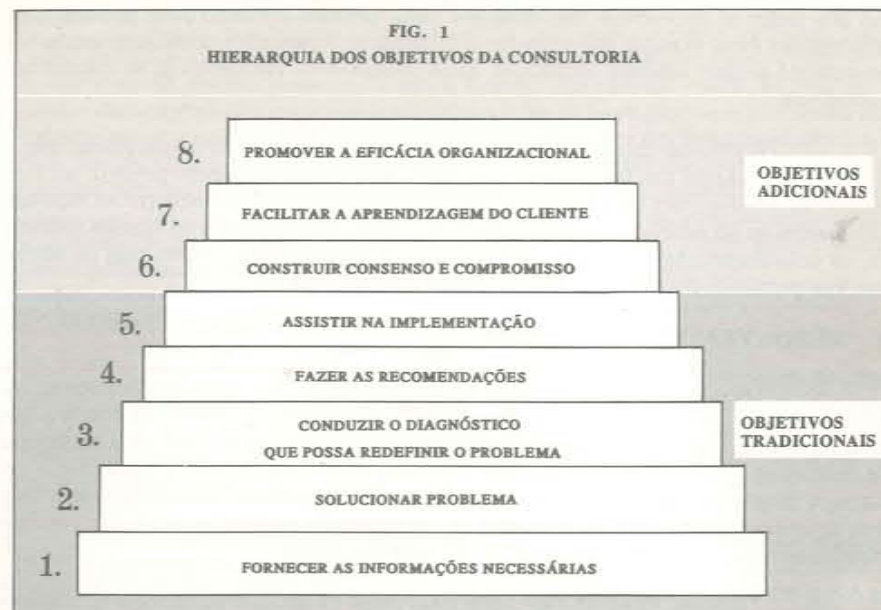 FIG. 1
HIERARQUIA DOS OBJETIVOS DA CONSULTORIA
8. PROMOVER A EFICÁCIA ORGANIZACIONAL
OBJETIVOS
ADICIONAIS
7. FACILITAR A APRENDIZAGEM DO CLIENTE
6. CONSTRUIR CONSENSO E COMPROMISSO
5. ASSISTIR NA IMPLEMENTAÇÃO
4. FAZER AS RECOMENDAÇÕES
3. CONDUZIR O DIAGNÓSTICO
QUE POSSA REDEFINIR O PROBLEMA
OBJETIVOS
TRADICIONAIS
2. SOLUCIONAR PROBLEMA
1. FORNECER AS INFORMAÇÕES NECESSÁRIAS